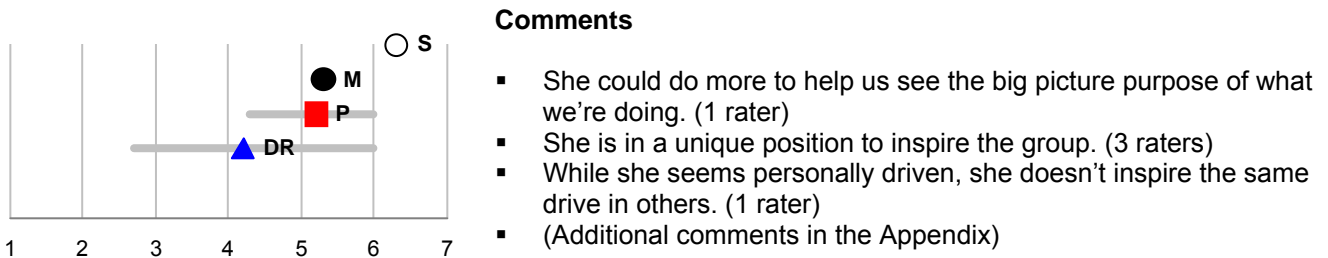 Comments
S
M
P
DR
1 2 3 4 5 6 7
▪ She could do more to help us see the big picture purpose of what
we're doing. (1 rater)
▪ She is in a unique position to inspire the group. (3 raters)
▪ While she seems personally driven, she doesn't inspire the same
drive in others. (1 rater)
▪ (Additional comments in the Appendix)